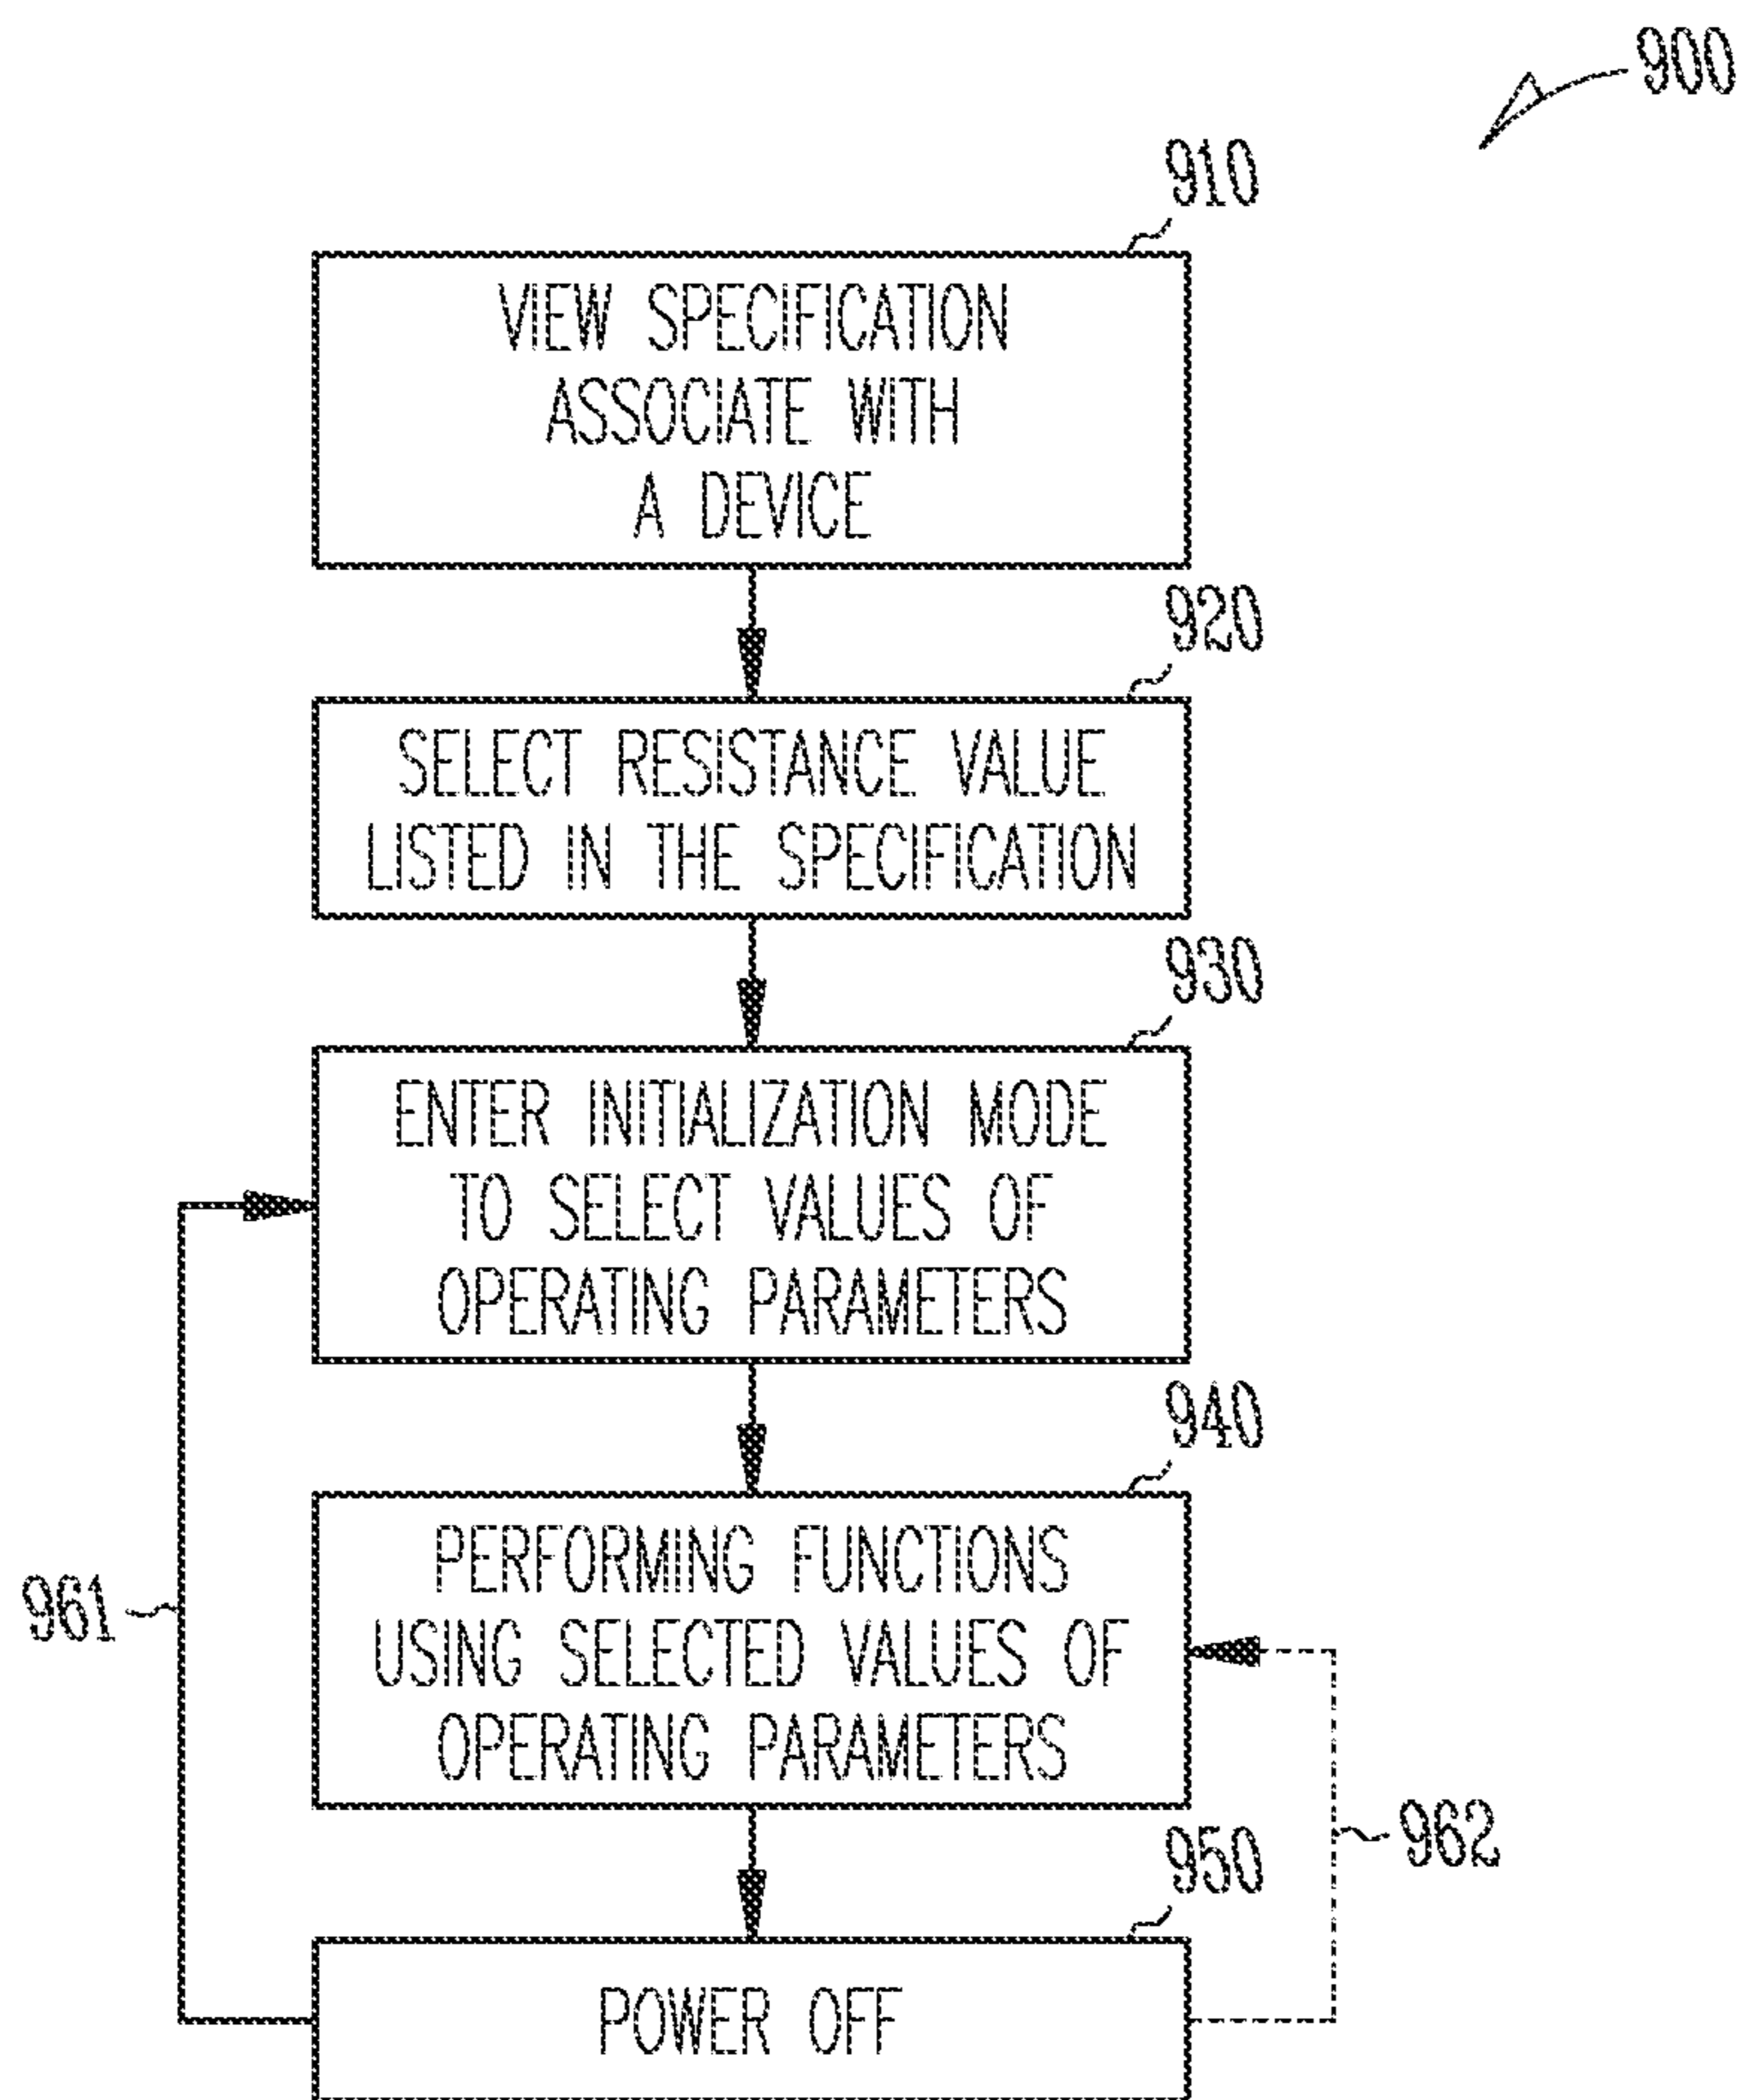 900
910
VIEW SPECIFICATION
ASSOCIATE WITH
A DEVICE
920
SELECT RESISTANCE VALUE
LISTED IN THE SPECIFICATION
930
ENTER INITIALIZATION MODE
TO SELECT VALUES OF
OPERATING PARAMETERS
940
PERFORMING FUNCTIONS
USING SELECTED VALUES OF
OPERATING PARAMETERS
961
962
950
POWER OFF